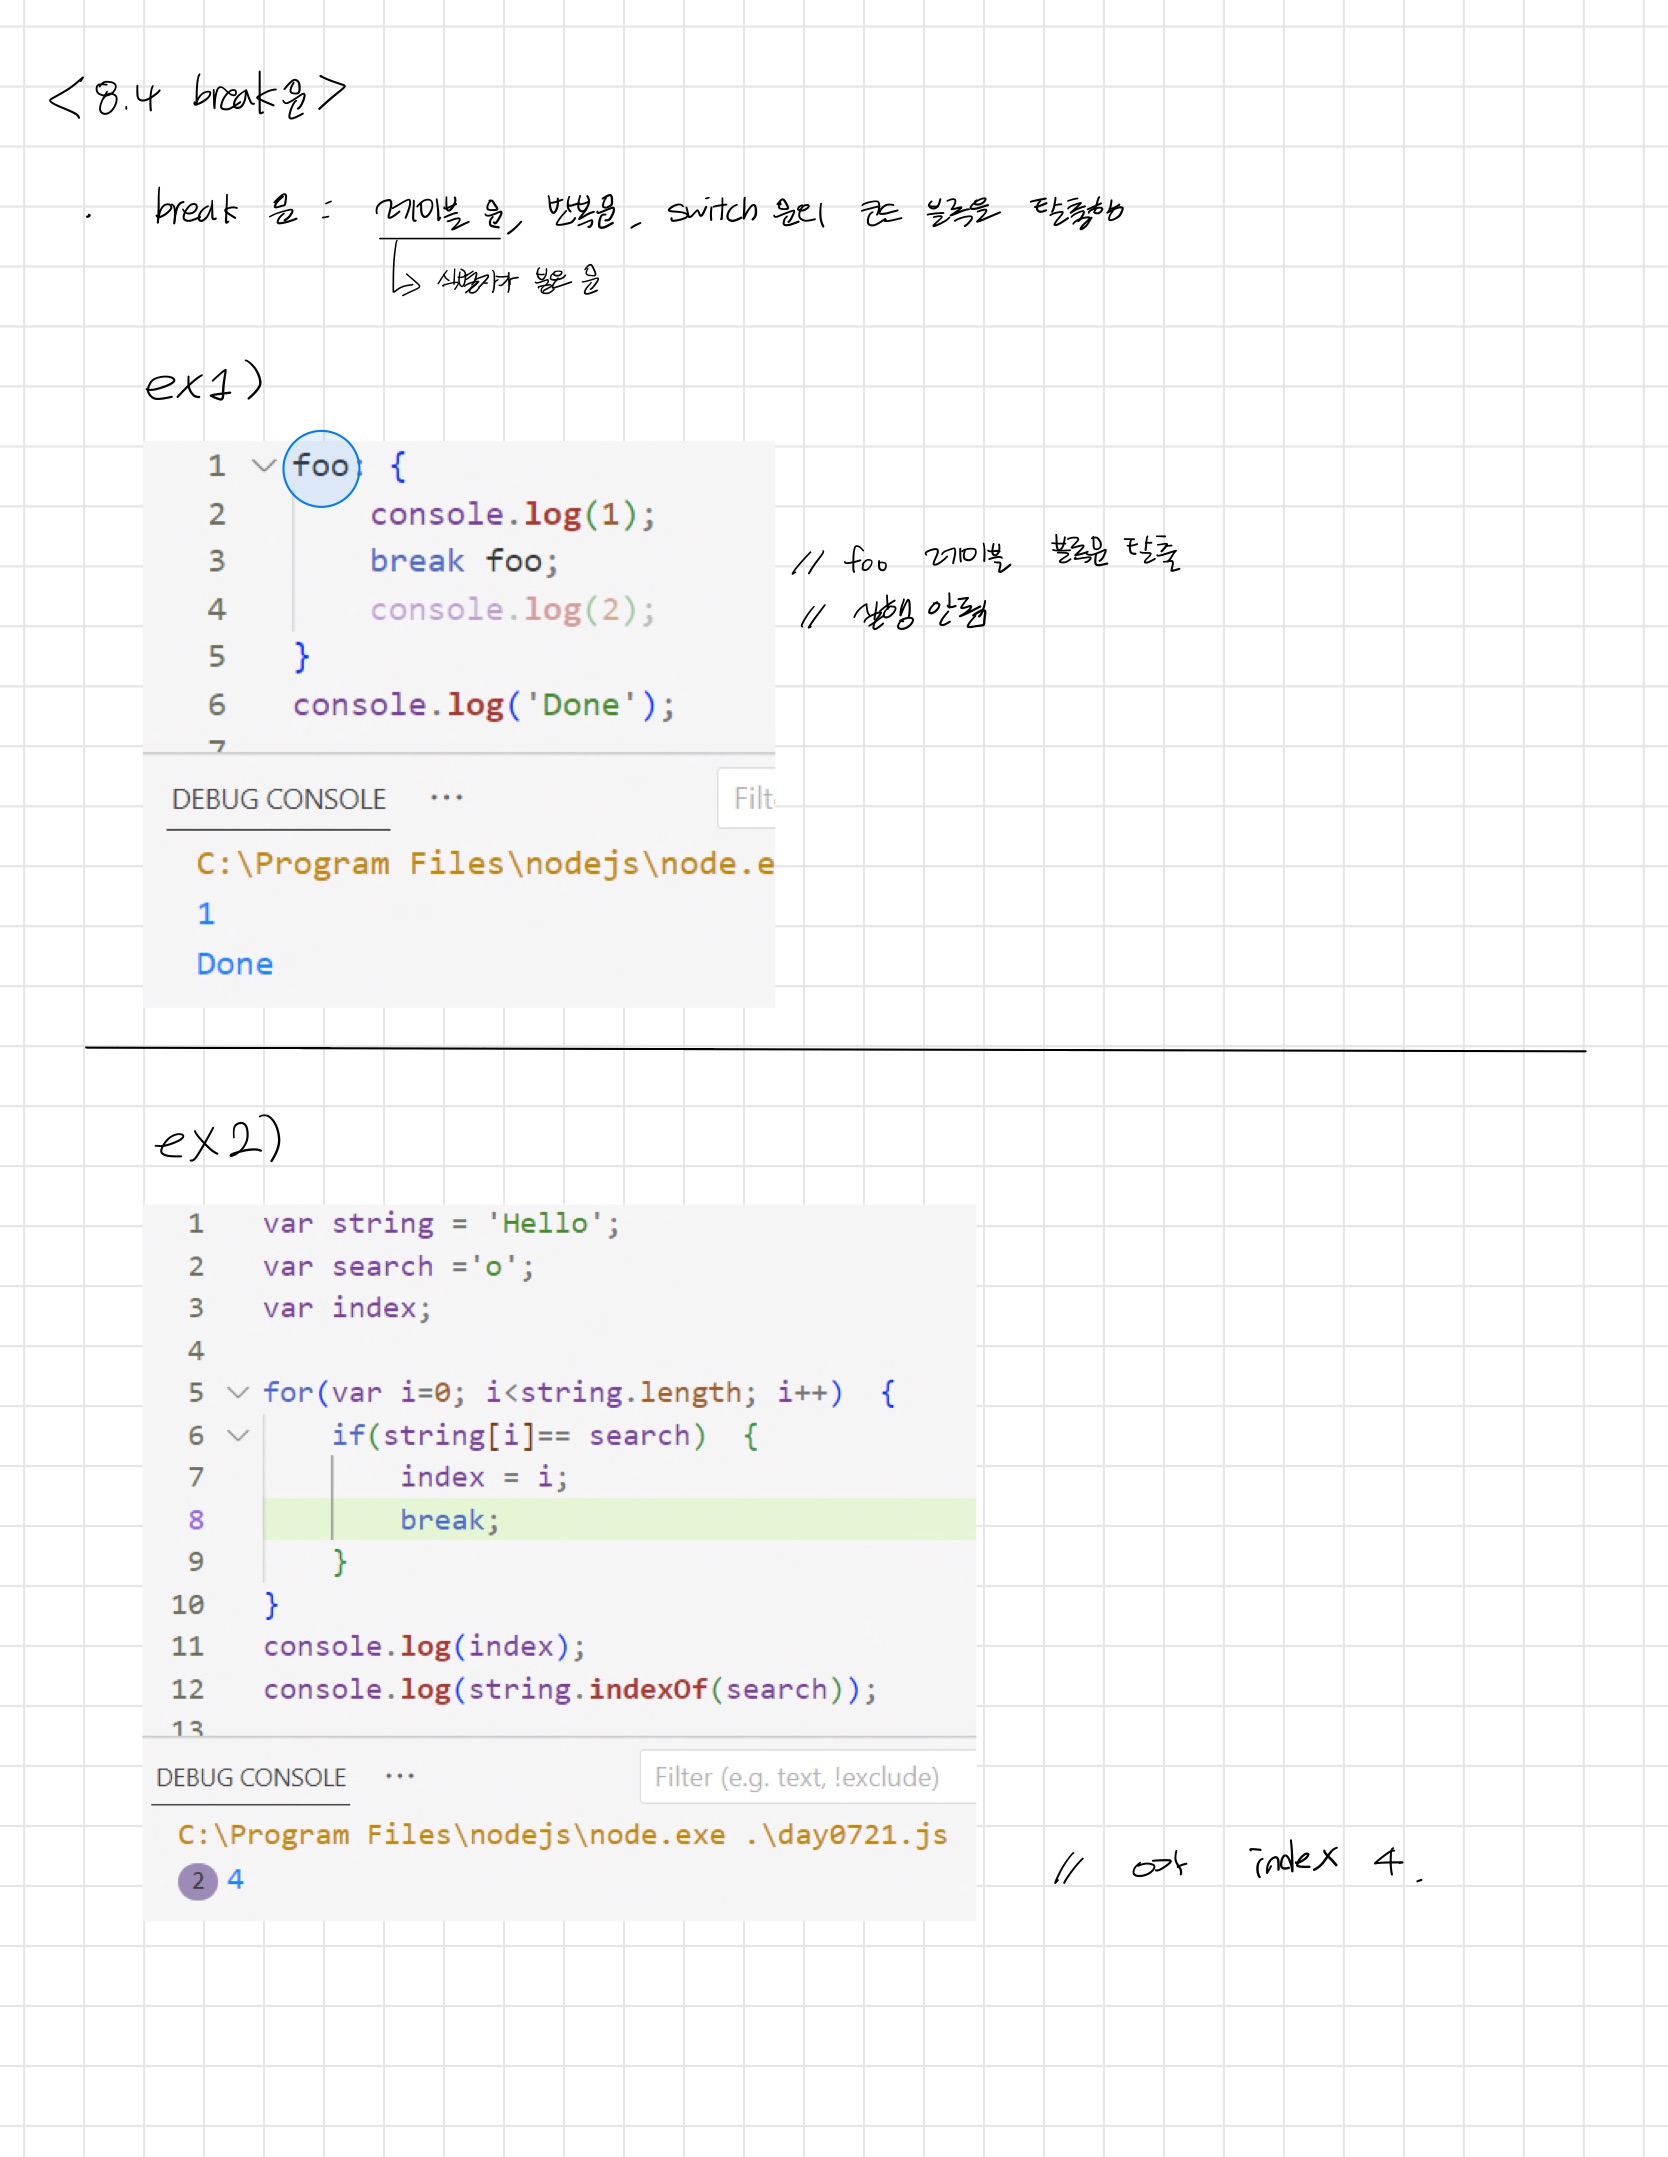 <8.4 break문>
· break 문 : 레이블 문, 반복문, switch 문의 코드 블록을 탈출함
↳ 식별자가 붙은 문
ex1)
1 foo: {
2 console.log(1);
3 break foo; // foo 레이블 블록문 탈출
4 console.log(2); // 실행 안됨
5 }
6 console.log('Done');
7
DEBUG CONSOLE ··· Filt
C:\Program Files\nodejs\node.e
1
Done
ex2)
1 var string = 'Hello';
2 var search ='o';
3 var index;
4
5 for(var i=0; i<string.length; i++) {
6 if(string[i]== search) {
7 index = i;
8 break;
9 }
10 }
11 console.log(index);
12 console.log(string.indexOf(search));
13
DEBUG CONSOLE ··· Filter (e.g. text, !exclude)
C:\Program Files\nodejs\node.exe .\day0721.js
2 4 // index 4.